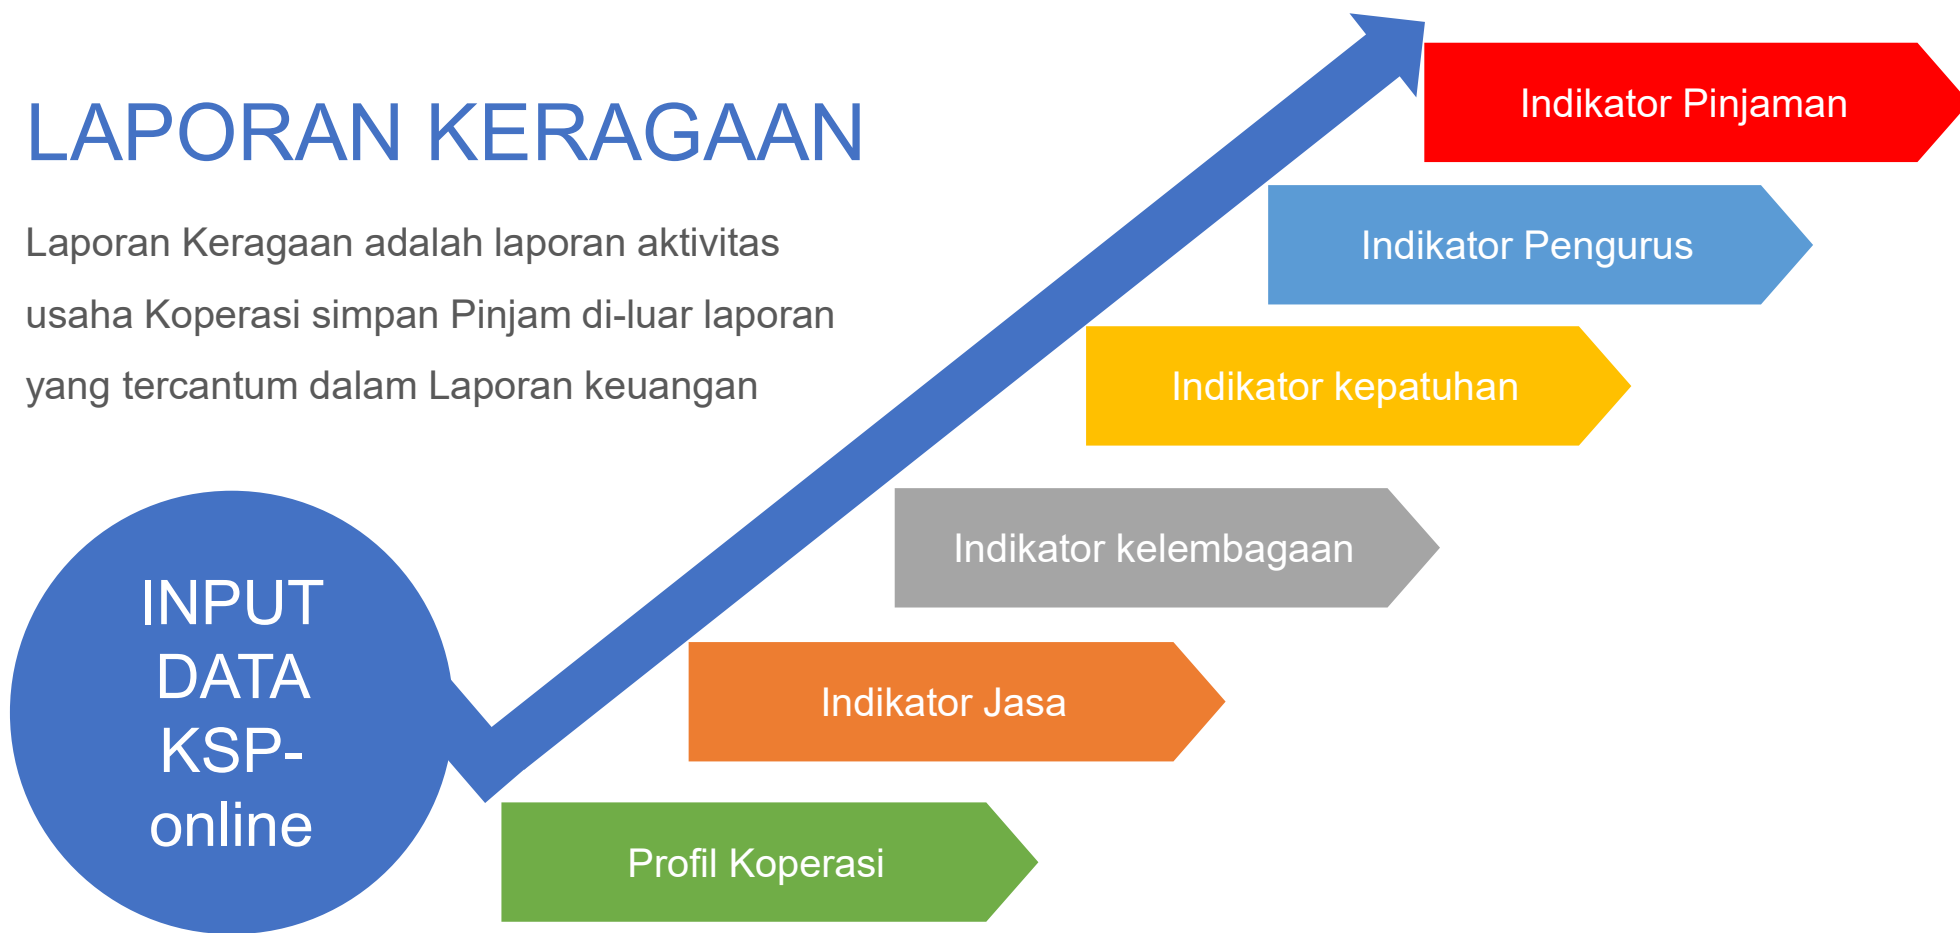 LAPORAN KERAGAAN
Laporan Keragaan adalah laporan aktivitas
usaha Koperasi simpan Pinjam di-luar laporan
yang tercantum dalam Laporan keuangan
INPUT
DATA
KSP-
online
Indikator Pinjaman
Indikator Pengurus
Indikator kepatuhan
Indikator kelembagaan
Indikator Jasa
Profil Koperasi